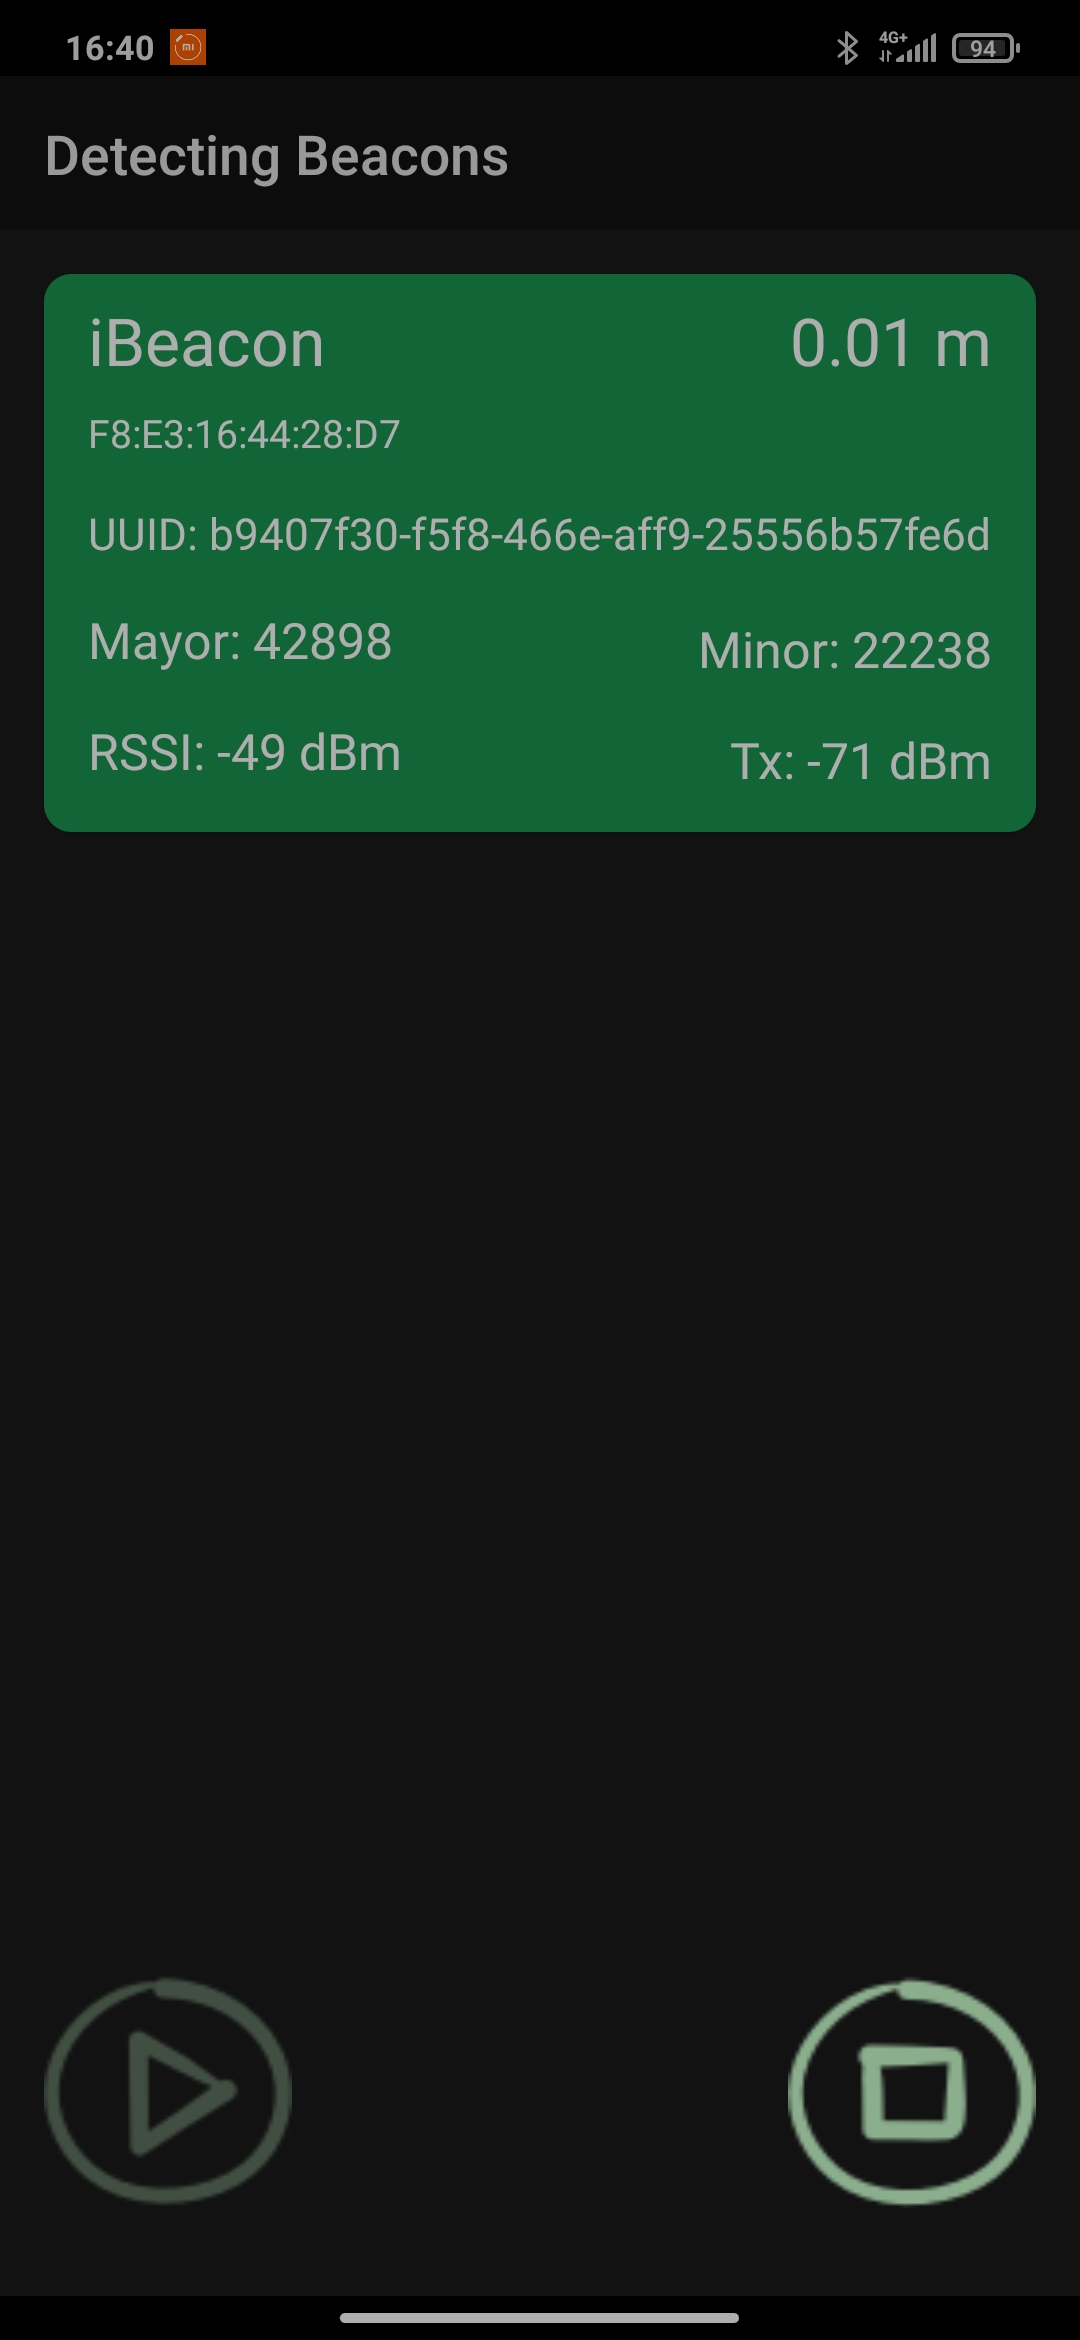 16:40 4G+ 94
Detecting Beacons
iBeacon 0.01 m
F8:E3:16:44:28:D7
UUID: b9407f30-f5f8-466e-aff9-25556b57fe6d
Mayor: 42898 Minor: 22238
RSSI: -49 dBm Tx: -71 dBm